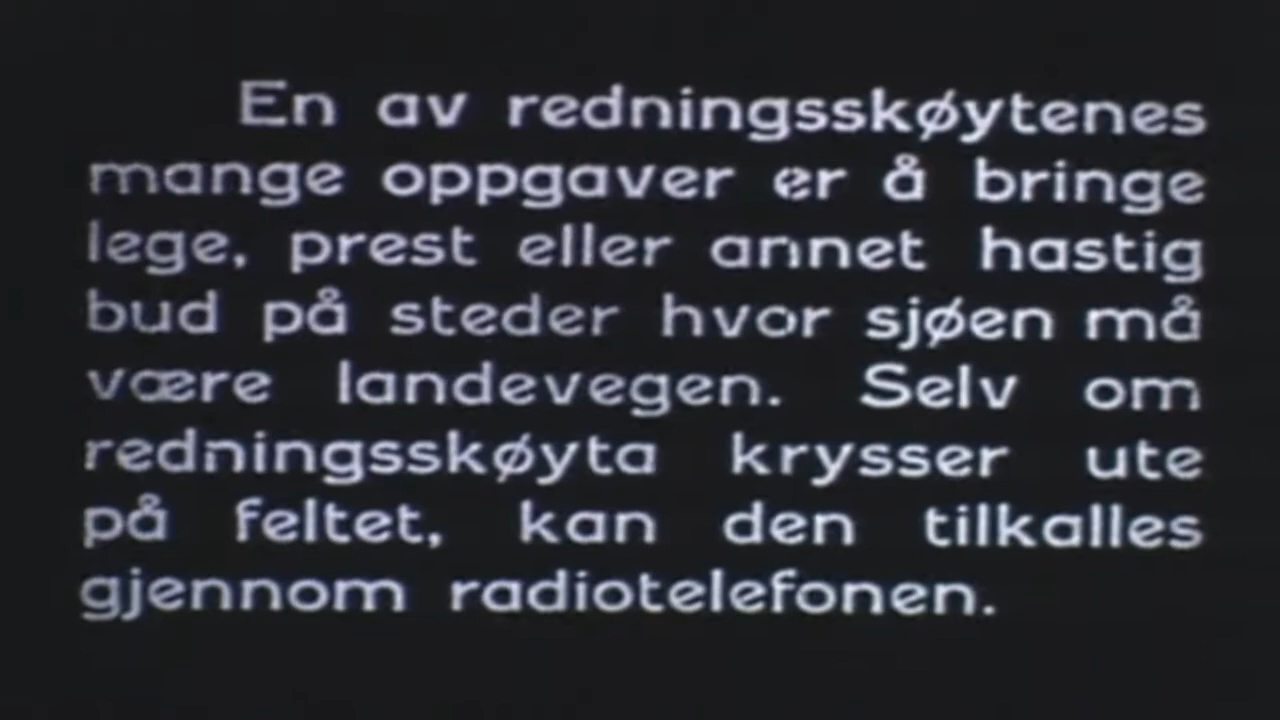 En av redningsskøytenes
mange oppgaver er å bringe
lege, prest eller annet hastig
bud på steder hvor sjøen må
være landevegen. Selv om
redningsskøyta krysser ute
på feltet, kan den tilkalles
gjennom radiotelefonen.